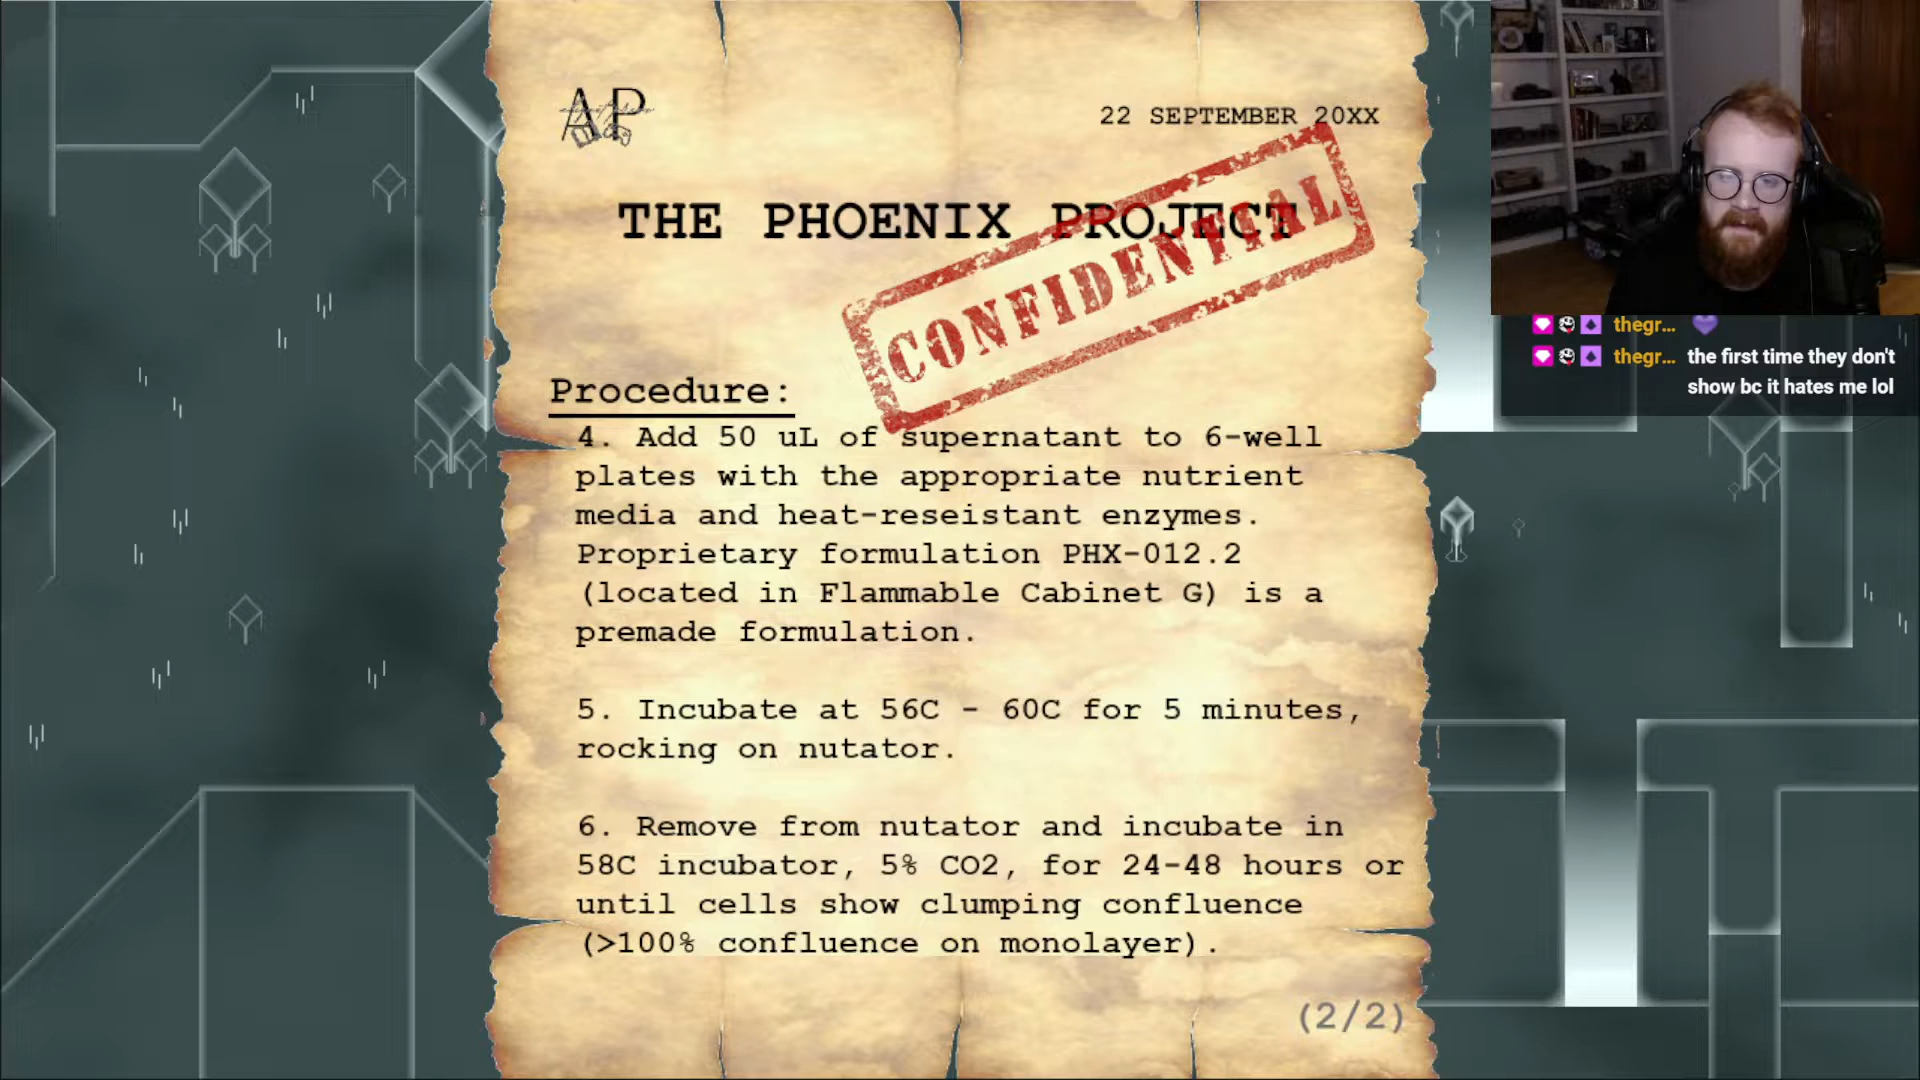 AP
22 SEPTEMBER 20XX
THE PHOENIX PROJECT
CONFIDENTIAL
Procedure:
4. Add 50 uL of supernatant to 6-well
plates with the appropriate nutrient
media and heat-reseistant enzymes.
Proprietary formulation PHX-012.2
(located in Flammable Cabinet G) is a
premade formulation.
5. Incubate at 56C - 60C for 5 minutes,
rocking on nutator.
6. Remove from nutator and incubate in
58C incubator, 5% CO2, for 24-48 hours or
until cells show clumping confluence
(>100% confluence on monolayer).
(2/2)
thegr...
thegr... the first time they don't
show bc it hates me lol